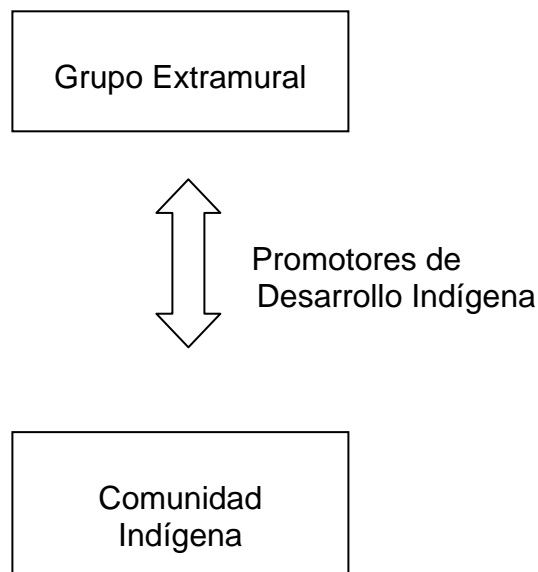 Grupo Extramural
Promotores de
Desarrollo Indígena
Comunidad
Indígena